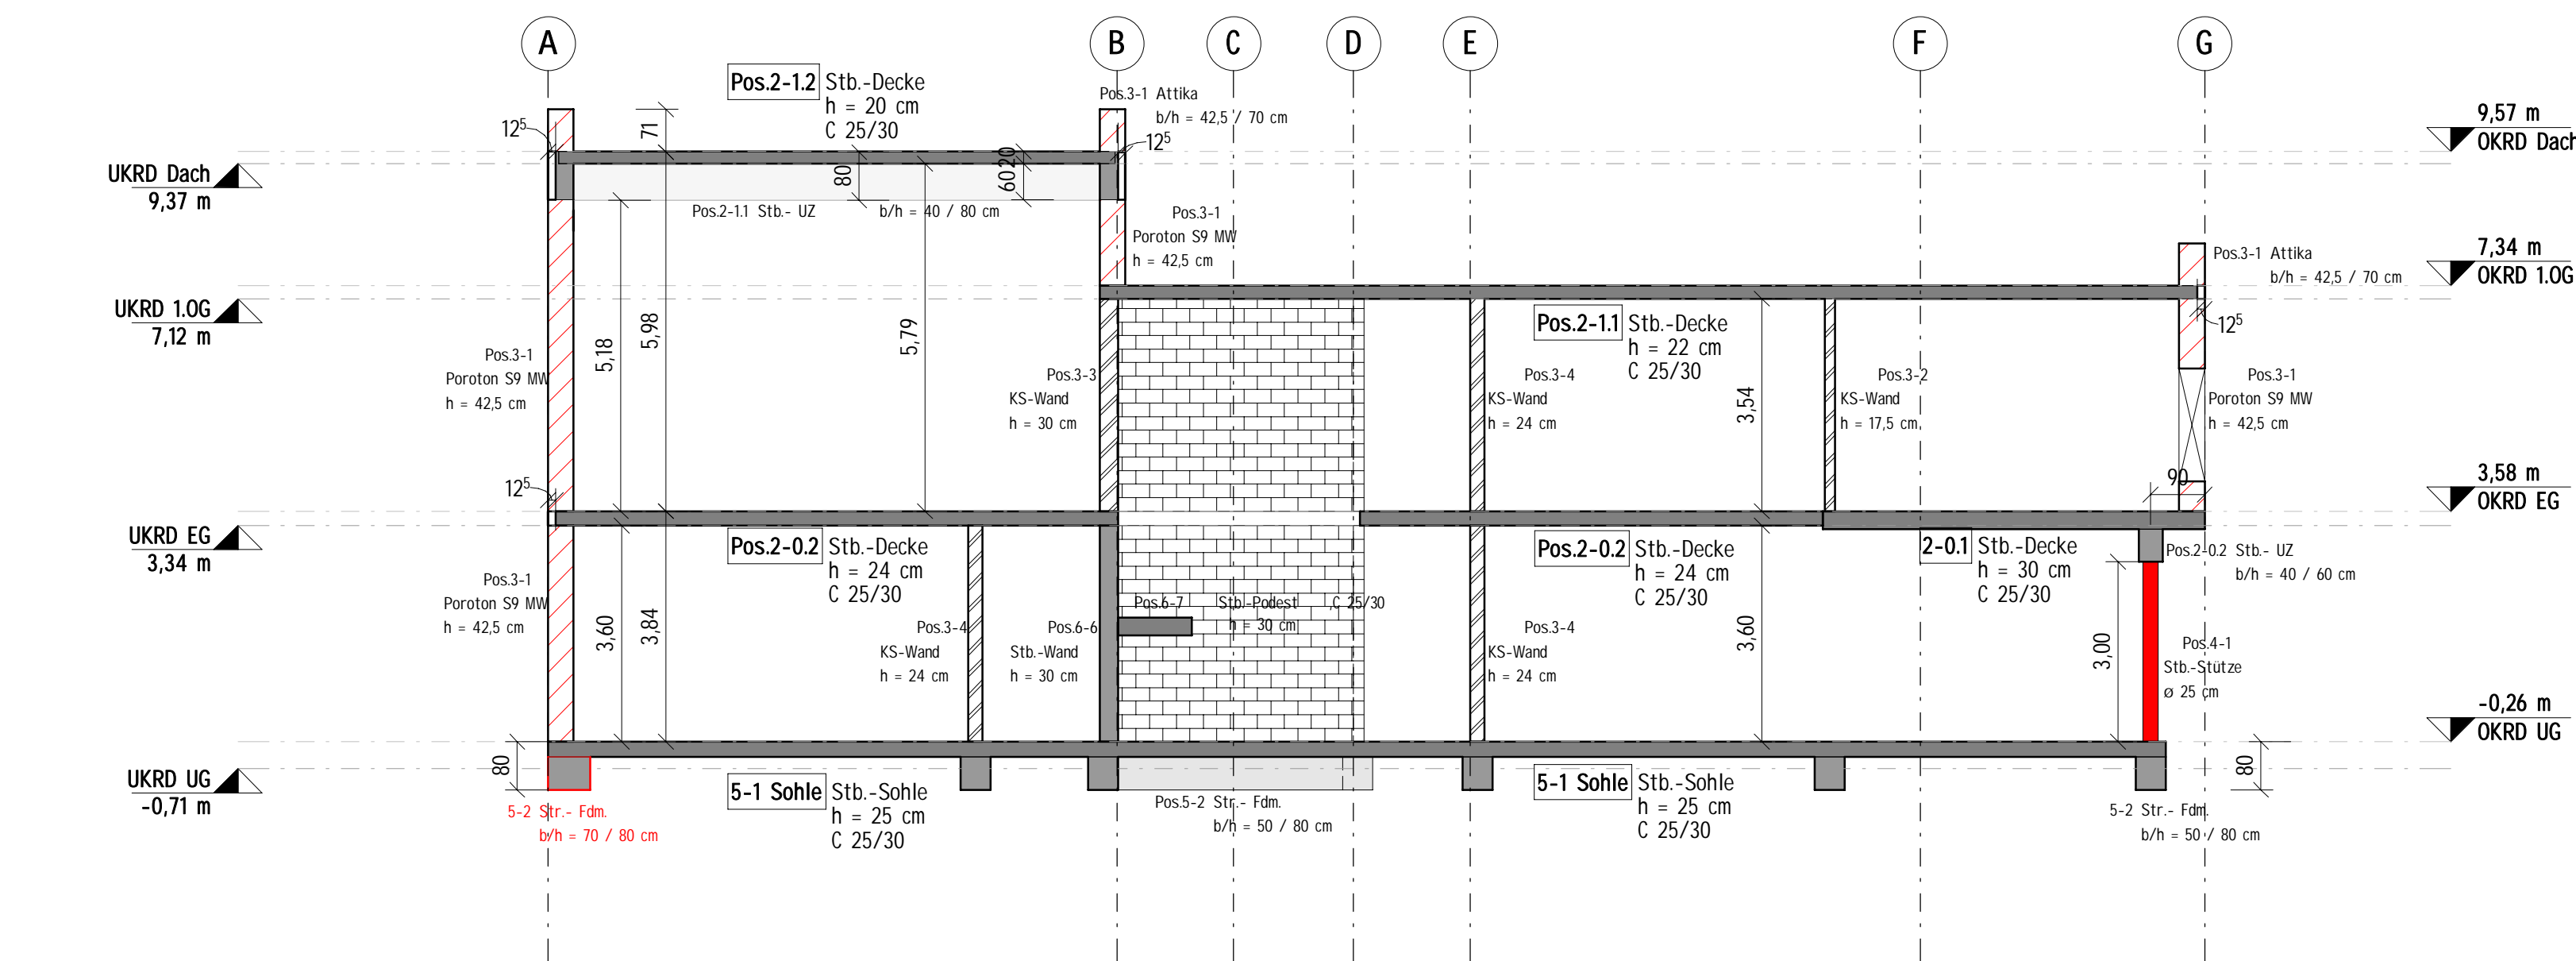 A
B
C
D
E
F
G
Pos.2-1.2 Stb.-Decke
h = 20 cm
C 25/30
Pos.3-1 Attika
b/h = 42,5 / 70 cm
12⁵
71
12⁵
9,57 m
OKRD Dach
UKRD Dach
9,37 m
80
60
20
Pos.2-1.1 Stb.- UZ b/h = 40 / 80 cm
Pos.3-1
Poroton S9 MW
h = 42,5 cm
7,34 m
OKRD 1.OG
Pos.3-1 Attika
b/h = 42,5 / 70 cm
UKRD 1.OG
7,12 m
12⁵
5,18
5,98
5,79
Pos.2-1.1 Stb.-Decke
h = 22 cm
C 25/30
Pos.3-1
Poroton S9 MW
h = 42,5 cm
Pos.3-3
KS-Wand
h = 30 cm
Pos.3-4
KS-Wand
h = 24 cm
3,54
Pos.3-2
KS-Wand
h = 17,5 cm
Pos.3-1
Poroton S9 MW
h = 42,5 cm
12⁵
90
3,58 m
OKRD EG
UKRD EG
3,34 m
Pos.2-0.2 Stb.-Decke
h = 24 cm
C 25/30
Pos.2-0.2 Stb.-Decke
h = 24 cm
C 25/30
2-0.1 Stb.-Decke
h = 30 cm
C 25/30
Pos.2-0.2 Stb.- UZ
b/h = 40 / 60 cm
Pos.3-1
Poroton S9 MW
h = 42,5 cm
3,60
3,84
Pos.3-4
KS-Wand
h = 24 cm
Pos.6-6
Stb.-Wand
h = 30 cm
Pos.6-7 Stb.-Podest ,C 25/30
h = 30 cm
Pos.3-4
KS-Wand
h = 24 cm
3,60
3,00
Pos.4-1
Stb.-Stütze
ø 25 cm
-0,26 m
OKRD UG
UKRD UG
-0,71 m
80
80
5-2 Str.- Fdm.
b/h = 70 / 80 cm
5-1 Sohle Stb.-Sohle
h = 25 cm
C 25/30
Pos.5-2 Str.- Fdm.
b/h = 50 / 80 cm
5-1 Sohle Stb.-Sohle
h = 25 cm
C 25/30
5-2 Str.- Fdm.
b/h = 50 / 80 cm